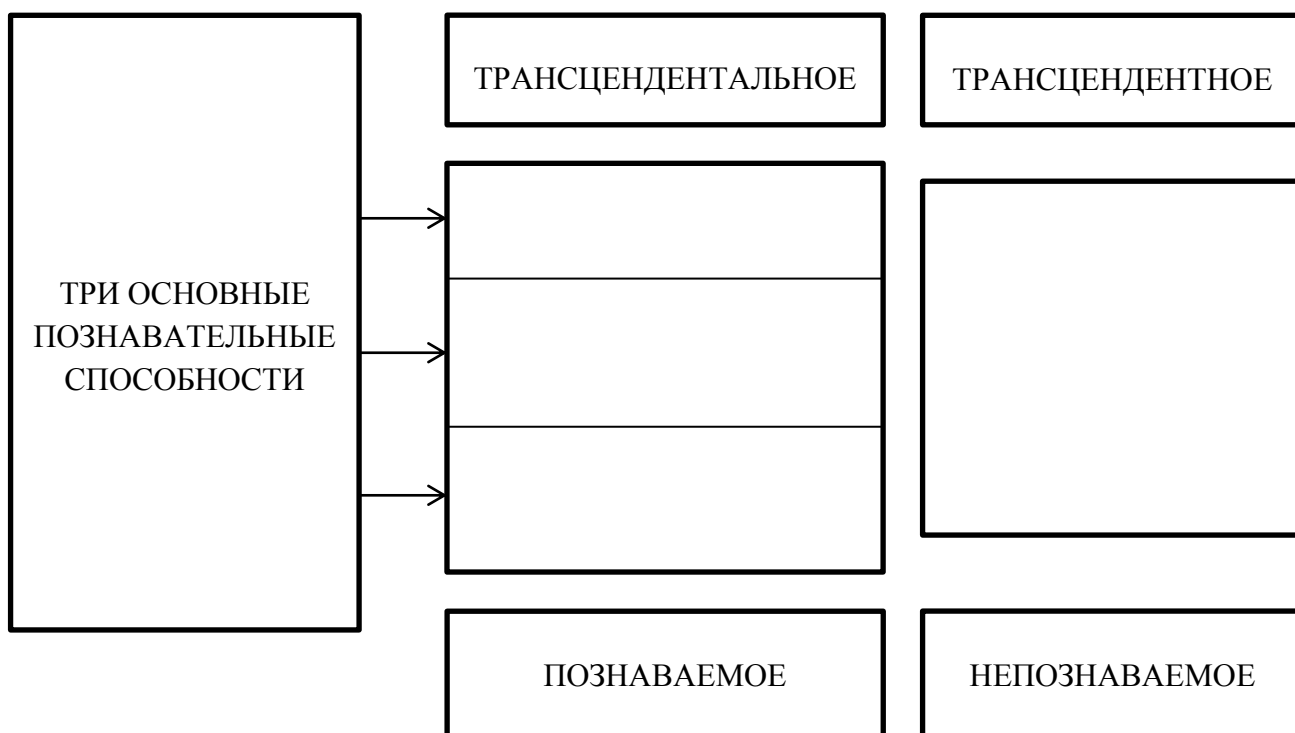 ТРАНСЦЕНДЕНТАЛЬНОЕ
ТРАНСЦЕНДЕНТНОЕ
ТРИ ОСНОВНЫЕ
ПОЗНАВАТЕЛЬНЫЕ
СПОСОБНОСТИ
ПОЗНАВАЕМОЕ
НЕПОЗНАВАЕМОЕ